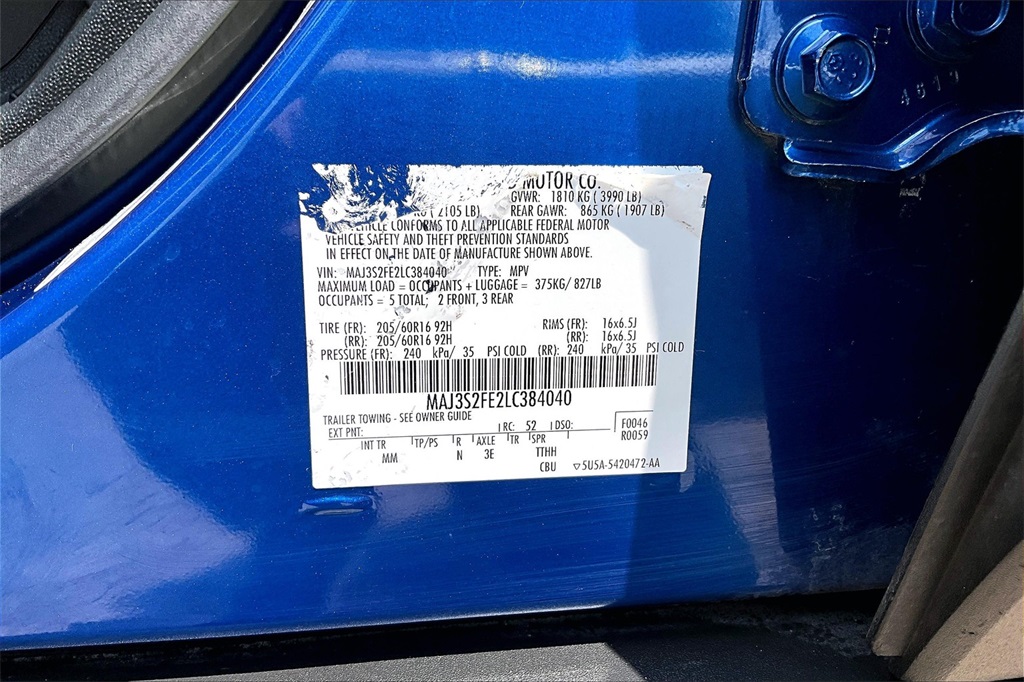 MOTOR CO.
GVWR: 1810 KG ( 3990 LB)
KG ( 2105 LB) REAR GAWR: 865 KG ( 1907 LB)
VEHICLE CONFORMS TO ALL APPLICABLE FEDERAL MOTOR
VEHICLE SAFETY AND THEFT PREVENTION STANDARDS
IN EFFECT ON THE DATE OF MANUFACTURE SHOWN ABOVE.
VIN: MAJ3S2FE2LC384040 TYPE: MPV
MAXIMUM LOAD = OCCUPANTS + LUGGAGE = 375KG/ 827LB
OCCUPANTS = 5 TOTAL; 2 FRONT, 3 REAR
TIRE (FR): 205/60R16 92H RIMS (FR): 16x6.5J
(RR): 205/60R16 92H (RR): 16x6.5J
PRESSURE (FR): 240 kPa/ 35 PSI COLD (RR): 240 kPa/ 35 PSI COLD
MAJ3S2FE2LC384040
TRAILER TOWING - SEE OWNER GUIDE
EXT PNT: RC: 52 DSO: F0046
R0059
INT TR TP/PS R AXLE TR SPR
MM N 3E TTHH
CBU ▽5U5A-5420472-AA